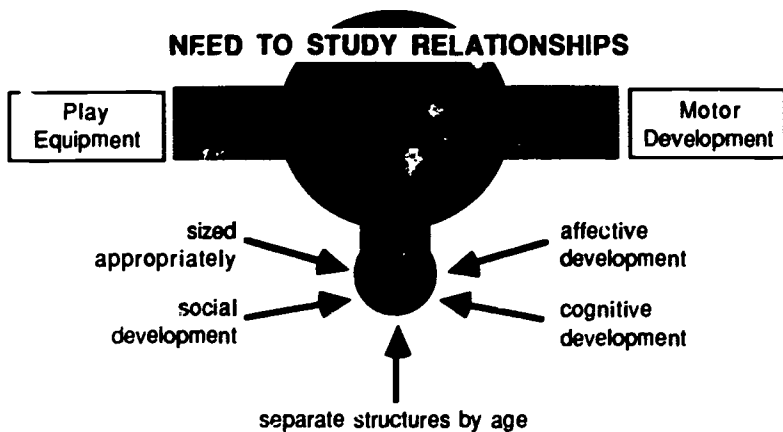 NEED TO STUDY RELATIONSHIPS
Play
Equipment
Motor
Development
sized
appropriately
affective
development
social
development
cognitive
development
separate structures by age